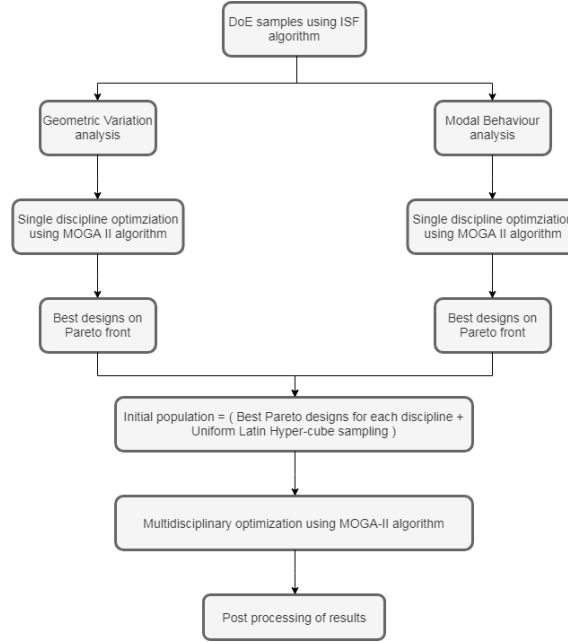 DoE samples using ISF
algorithm
Geometric Variation
analysis
Modal Behaviour
analysis
Single discipline optimziation
using MOGA II algorithm
Single discipline optimziation
using MOGA II algorithm
Best designs on
Pareto front
Best designs on
Pareto front
Initial population = ( Best Pareto designs for each discipline +
Uniform Latin Hyper-cube sampling )
Multidisciplinary optimization using MOGA-II algorithm
Post processing of results